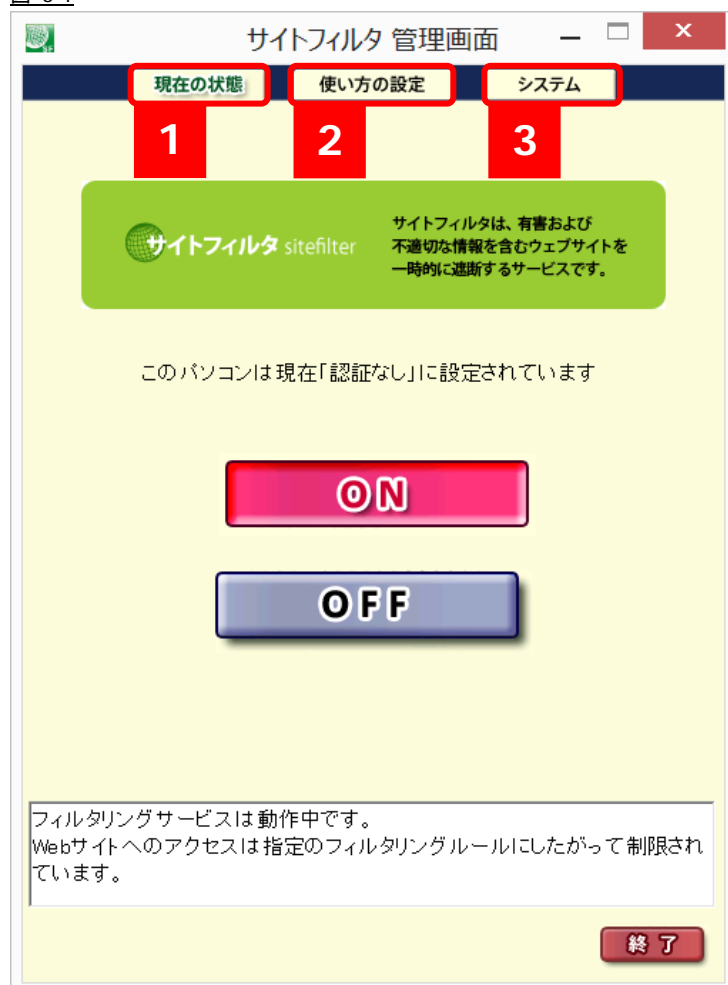 サイトフィルタ 管理画面
現在の状態 使い方の設定 システム
1 2 3
サイトフィルタ sitefilter
サイトフィルタは、有害および
不適切な情報を含むウェブサイトを
一時的に遮断するサービスです。
このパソコンは現在「認証なし」に設定されています
ON
OFF
フィルタリングサービスは動作中です。
Webサイトへのアクセスは指定のフィルタリングルールにしたがって制限され
ています。
終了